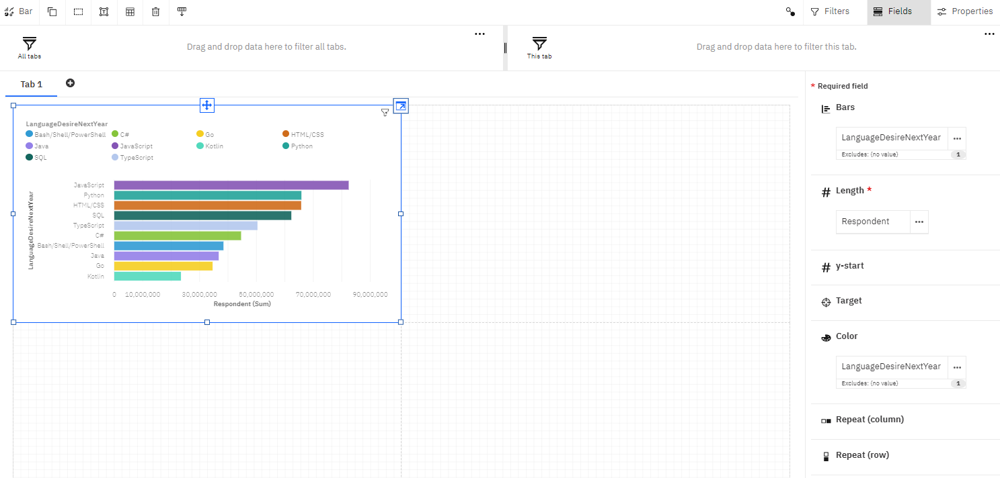 Bar
Filters
Fields
Properties
All tabs
Drag and drop data here to filter all tabs.
This tab
Drag and drop data here to filter this tab.
Tab 1
LanguageDesireNextYear
Bash/Shell/PowerShell C# Go HTML/CSS
Java JavaScript Kotlin Python
SQL TypeScript
LanguageDesireNextYear
JavaScript
Python
HTML/CSS
SQL
TypeScript
C#
Bash/Shell/PowerShell
Java
Go
Kotlin
0 10,000,000 30,000,000 50,000,000 70,000,000 90,000,000
Respondent (Sum)
* Required field
Bars
LanguageDesireNextYear
Excludes: (no value) 1
Length *
Respondent
y-start
Target
Color
LanguageDesireNextYear
Excludes: (no value) 1
Repeat (column)
Repeat (row)